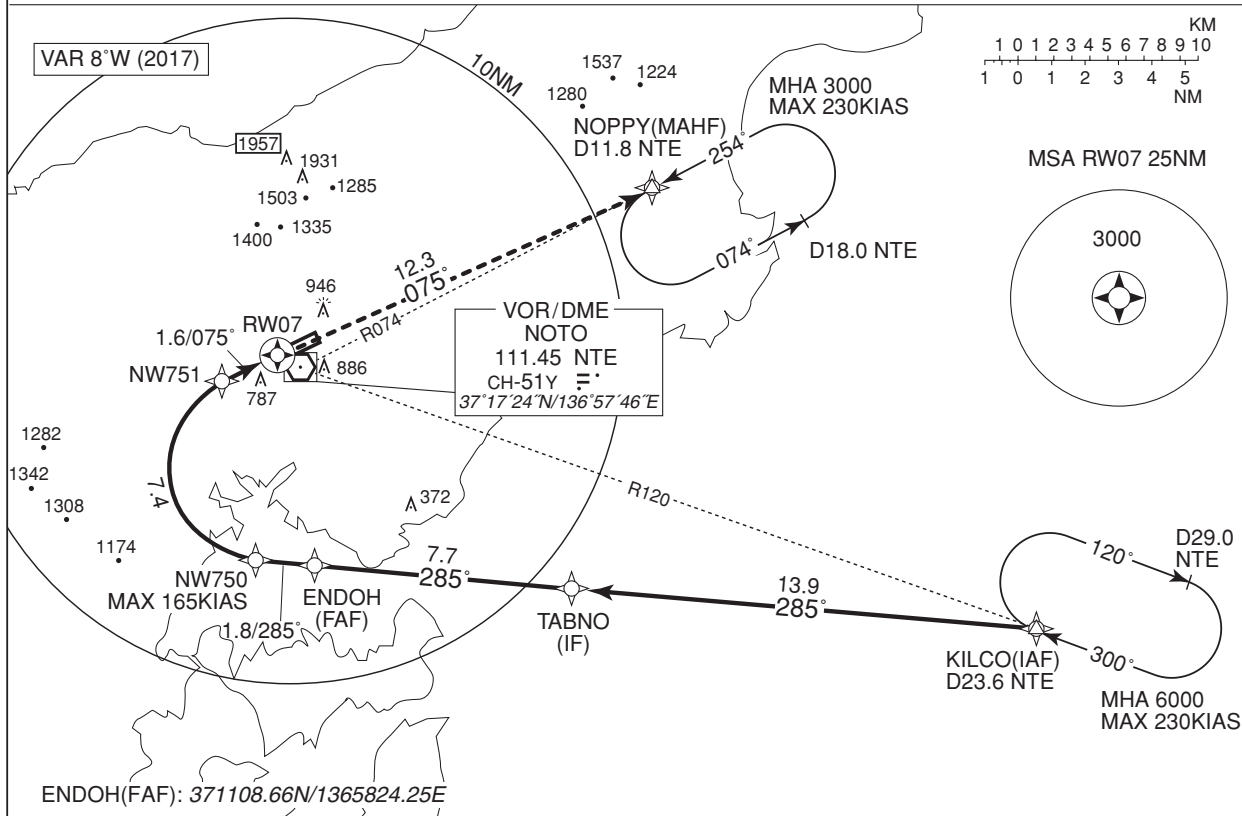 VAR 8°W (2017)
10NM
KM
1 0 1 2 3 4 5 6 7 8 9 10
1 0 1 2 3 4 5
NM
1537
1224
1280
MHA 3000
MAX 230KIAS
NOPPY(MAHF)
D11.8 NTE
254°
074°
D18.0 NTE
MSA RW07 25NM
3000
1957
1931
1503
1285
1400
1335
946
12.3
075°
R074
RW07
1.6/075°
NW751
787
886
VOR/DME
NOTO
111.45 NTE
CH-51Y
37°17´24˝N/136°57´46˝E
1282
1342
1308
1174
7.4
372
R120
NW750
MAX 165KIAS
1.8/285°
ENDOH
(FAF)
7.7
285°
TABNO
(IF)
13.9
285°
120°
D29.0
NTE
300°
KILCO(IAF)
D23.6 NTE
MHA 6000
MAX 230KIAS
ENDOH(FAF): 371108.66N/1365824.25E